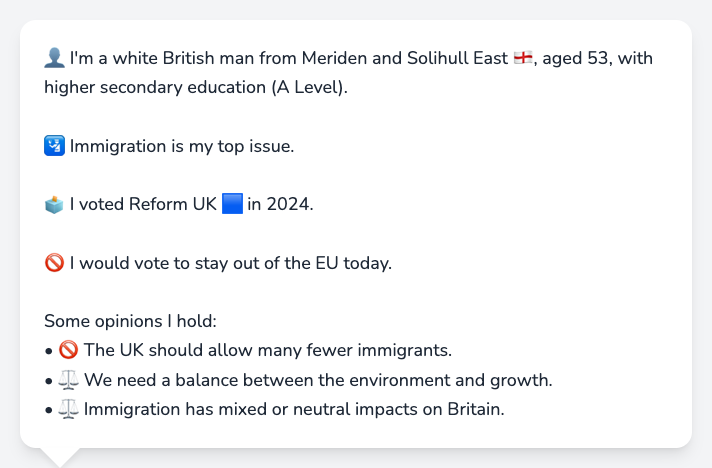 👤 I'm a white British man from Meriden and Solihull East 🏴󠁧󠁢󠁥󠁮󠁧󠁿, aged 53, with
higher secondary education (A Level).
🛂 Immigration is my top issue.
🗳️ I voted Reform UK 🟦 in 2024.
🚫 I would vote to stay out of the EU today.
Some opinions I hold:
• 🚫 The UK should allow many fewer immigrants.
• ⚖️ We need a balance between the environment and growth.
• ⚖️ Immigration has mixed or neutral impacts on Britain.